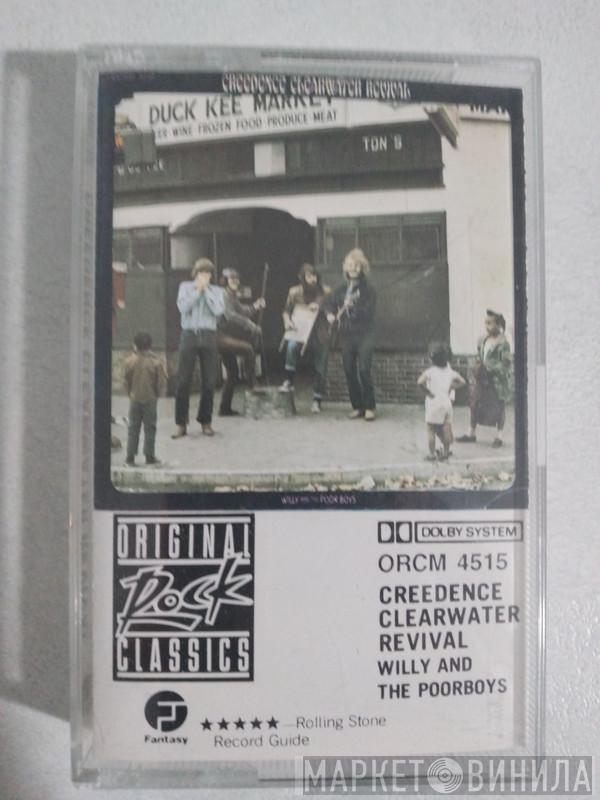 CREEDENCE CLEARWATER REVIVAL
DUCK KEE MARKET
WINE FROZEN FOOD PRODUCE MEAT
TON'S
WILLY AND THE POOR BOYS
ORIGINAL
Rock
CLASSICS
DOLBY SYSTEM
ORCM 4515
CREEDENCE
CLEARWATER
REVIVAL
WILLY AND
THE POORBOYS
Fantasy
★★★★★—Rolling Stone
Record Guide
МАРКЕТ ВИНИЛА